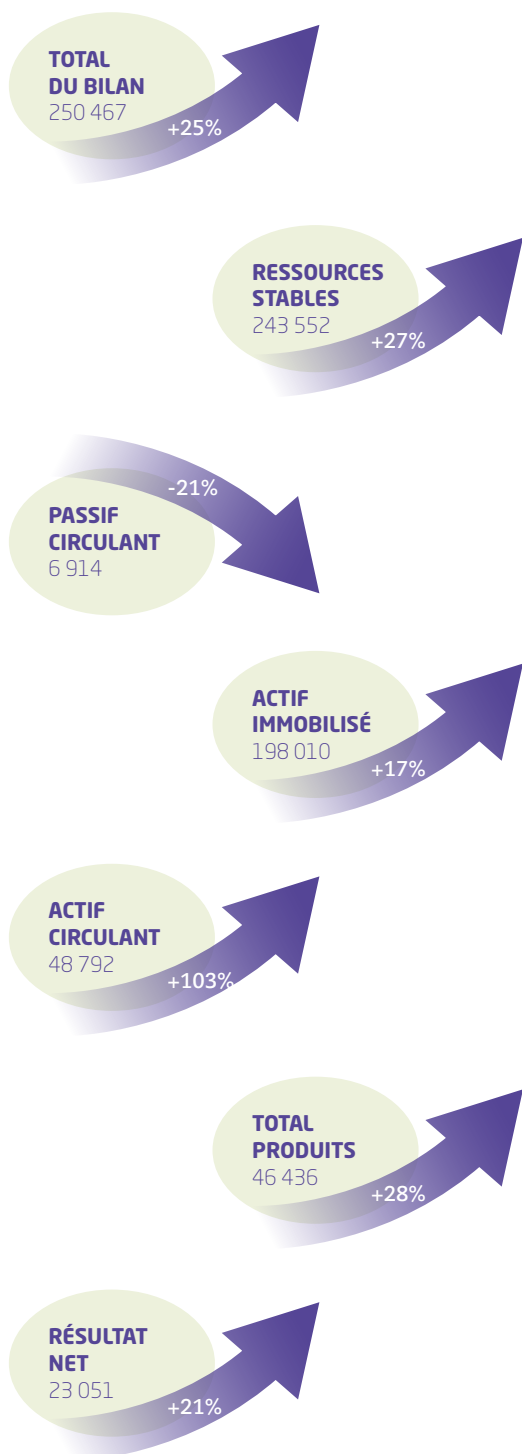 TOTAL
DU BILAN
250 467
+25%
RESSOURCES
STABLES
243 552
+27%
-21%
PASSIF
CIRCULANT
6 914
ACTIF
IMMOBILISÉ
198 010
+17%
ACTIF
CIRCULANT
48 792
+103%
TOTAL
PRODUITS
46 436
+28%
RÉSULTAT
NET
23 051
+21%